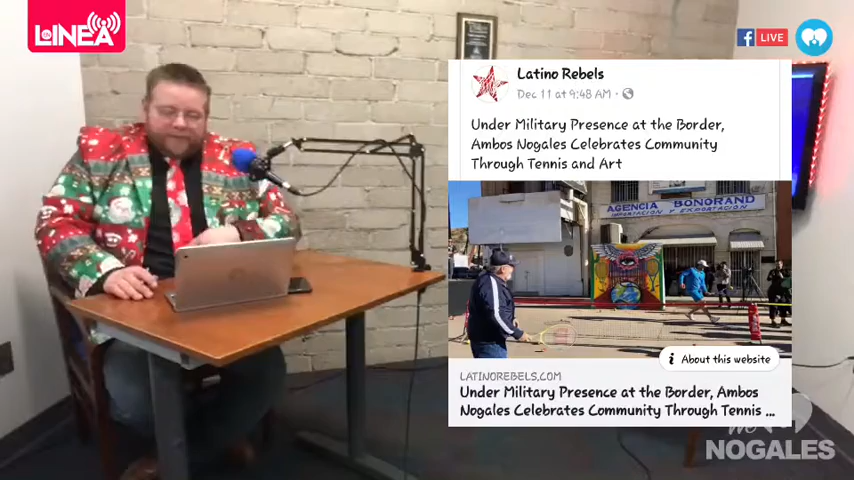 LA LINEA
LIVE
Latino Rebels
Dec 11 at 9:48 AM
Under Military Presence at the Border,
Ambos Nogales Celebrates Community
Through Tennis and Art
AGENCIA BONORAND
IMPORTACION Y EXPORTACION
i About this website
LATINOREBELS.COM
Under Military Presence at the Border, Ambos
Nogales Celebrates Community Through Tennis ...
NOGALES